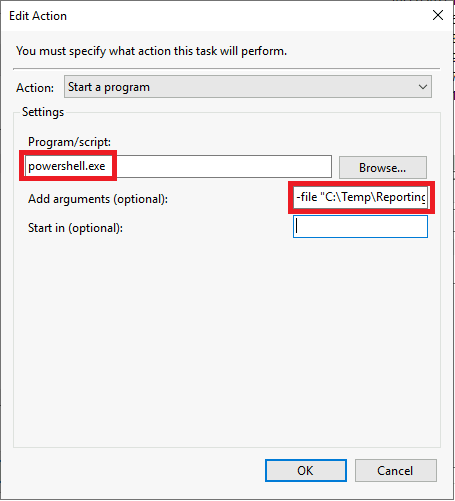 Edit Action
You must specify what action this task will perform.
Action: Start a program
Settings
Program/script:
powershell.exe Browse...
Add arguments (optional): -file "C:\Temp\Reporting
Start in (optional):
OK Cancel